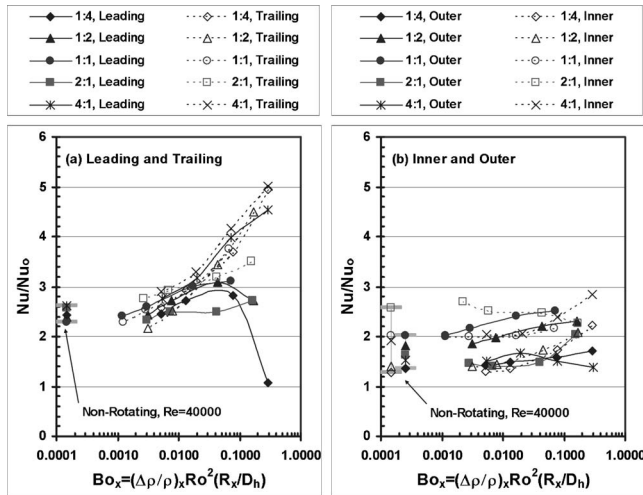 1:4, Leading 1:4, Trailing
1:2, Leading 1:2, Trailing
1:1, Leading 1:1, Trailing
2:1, Leading 2:1, Trailing
4:1, Leading 4:1, Trailing
1:4, Outer 1:4, Inner
1:2, Outer 1:2, Inner
1:1, Outer 1:1, Inner
2:1, Outer 2:1, Inner
4:1, Outer 4:1, Inner
(a) Leading and Trailing
Nu/Nu₀
6
5
4
3
2
1
0
Non-Rotating, Re=40000
0.0001 0.0010 0.0100 0.1000 1.0000
Boₓ=(Δρ/ρ)ₓRo²(Rₓ/Dₕ)
(b) Inner and Outer
Nu/Nu₀
6
5
4
3
2
1
0
Non-Rotating, Re=40000
0.0001 0.0010 0.0100 0.1000 1.0000
Boₓ=(Δρ/ρ)ₓRo²(Rₓ/Dₕ)